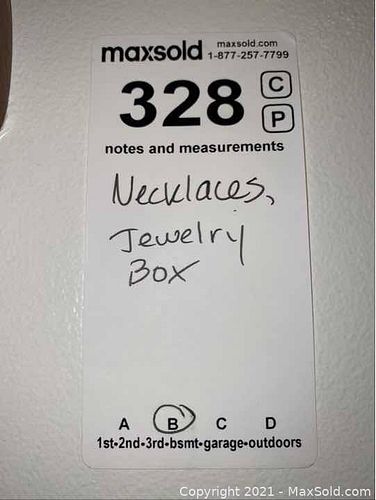 maxsold maxsold.com
1-877-257-7799
328 C
P
notes and measurements
Necklaces,
Jewelry
Box
A B C D
1st•2nd•3rd•bsmt•garage•outdoors
Copyright 2021 - MaxSold.com